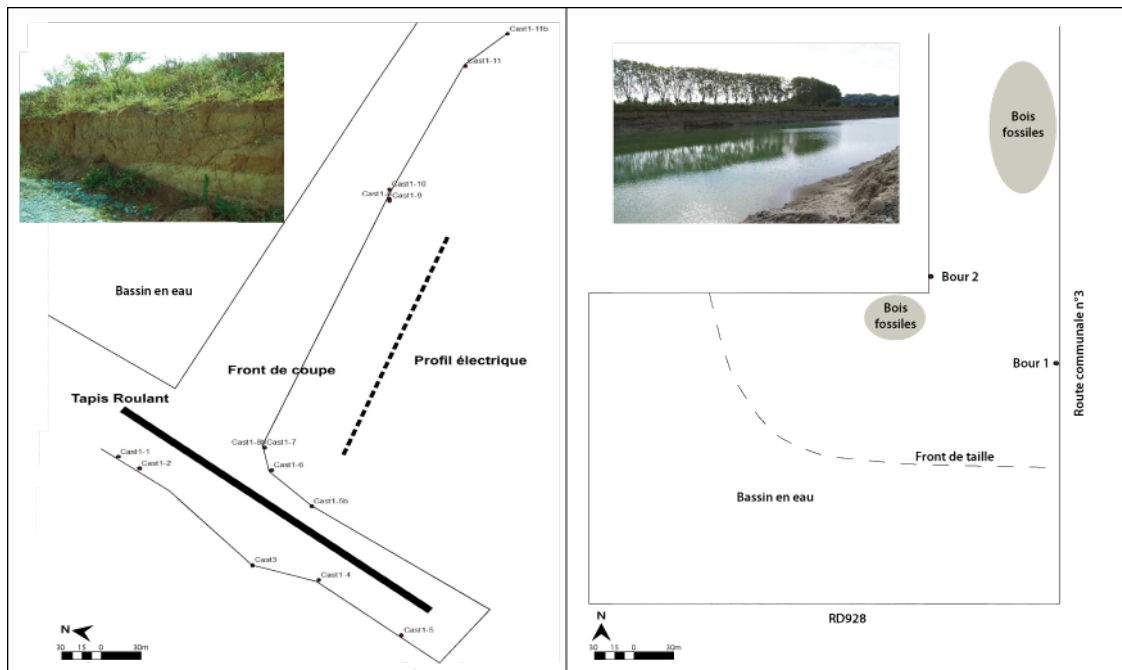 Cast1-11b
Cast1-11
Cast1-10
Cast1-9
Bassin en eau
Profil électrique
Front de coupe
Tapis Roulant
Cast1-7
Cast1-1
Cast1-2
Cast1-6
Cast1-5b
Cast3
Cast1-4
Cast1-5
N
30 15 0 30m
Bois
fossiles
Bour 2
Bois
fossiles
Bour 1
Route communale n°3
Front de taille
Bassin en eau
RD928
N
30 15 0 30m